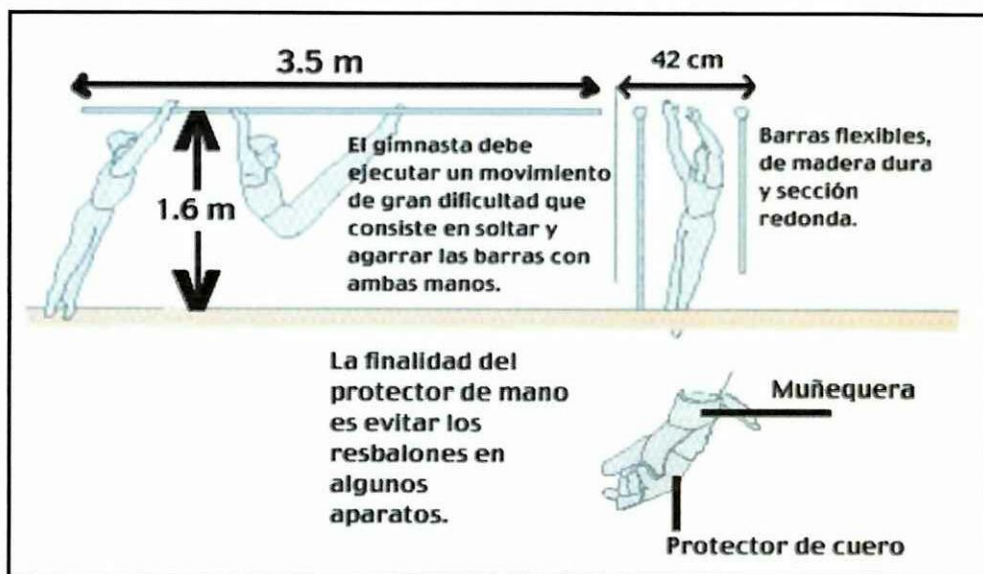 3.5 m
42 cm
1.6 m
El gimnasta debe
ejecutar un movimiento
de gran dificultad que
consiste en soltar y
agarrar las barras con
ambas manos.
Barras flexibles,
de madera dura
y sección
redonda.
La finalidad del
protector de mano
es evitar los
resbalones en
algunos
aparatos.
Muñequera
Protector de cuero